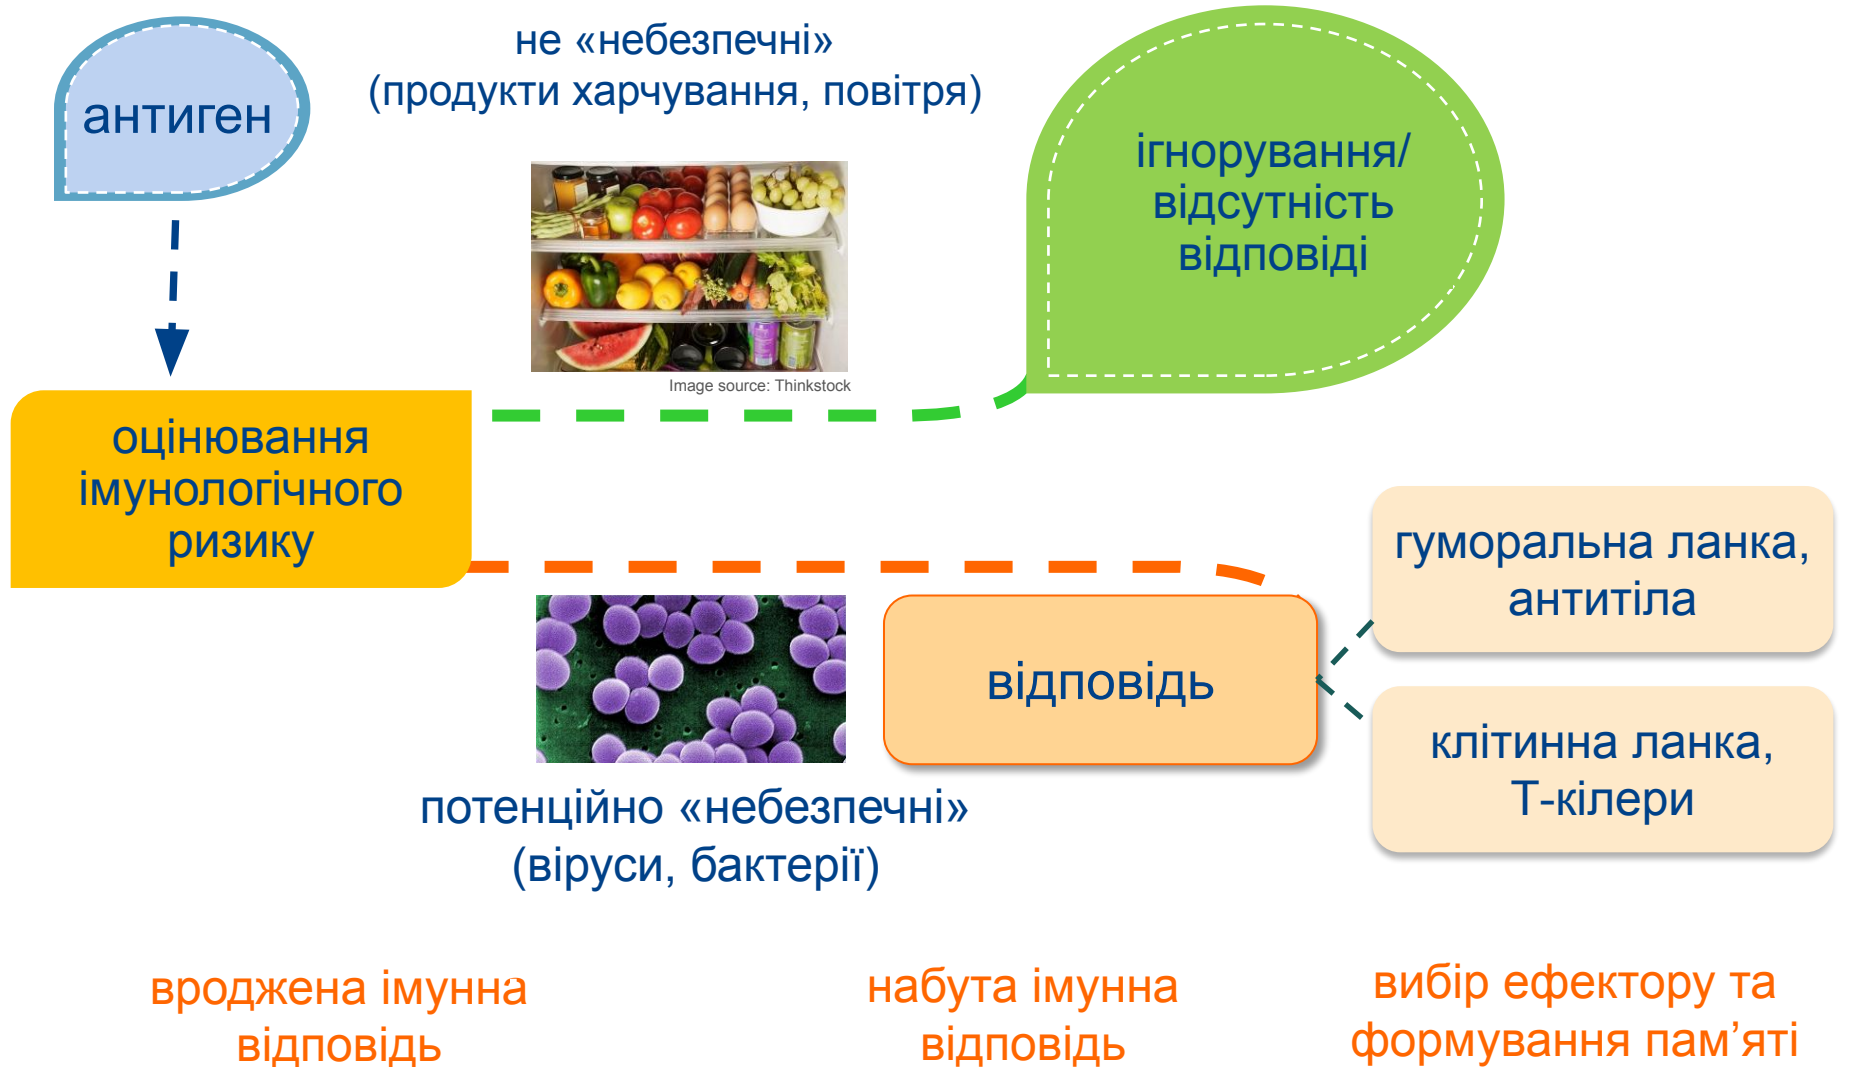 антиген
не «небезпечні»
(продукти харчування, повітря)
ігнорування/
відсутність
відповіді
Image source: Thinkstock
оцінювання
імунологічного
ризику
гуморальна ланка,
антитіла
відповідь
клітинна ланка,
Т-кілери
потенційно «небезпечні»
(віруси, бактерії)
вроджена імунна
відповідь
набута імунна
відповідь
вибір ефектору та
формування пам’яті